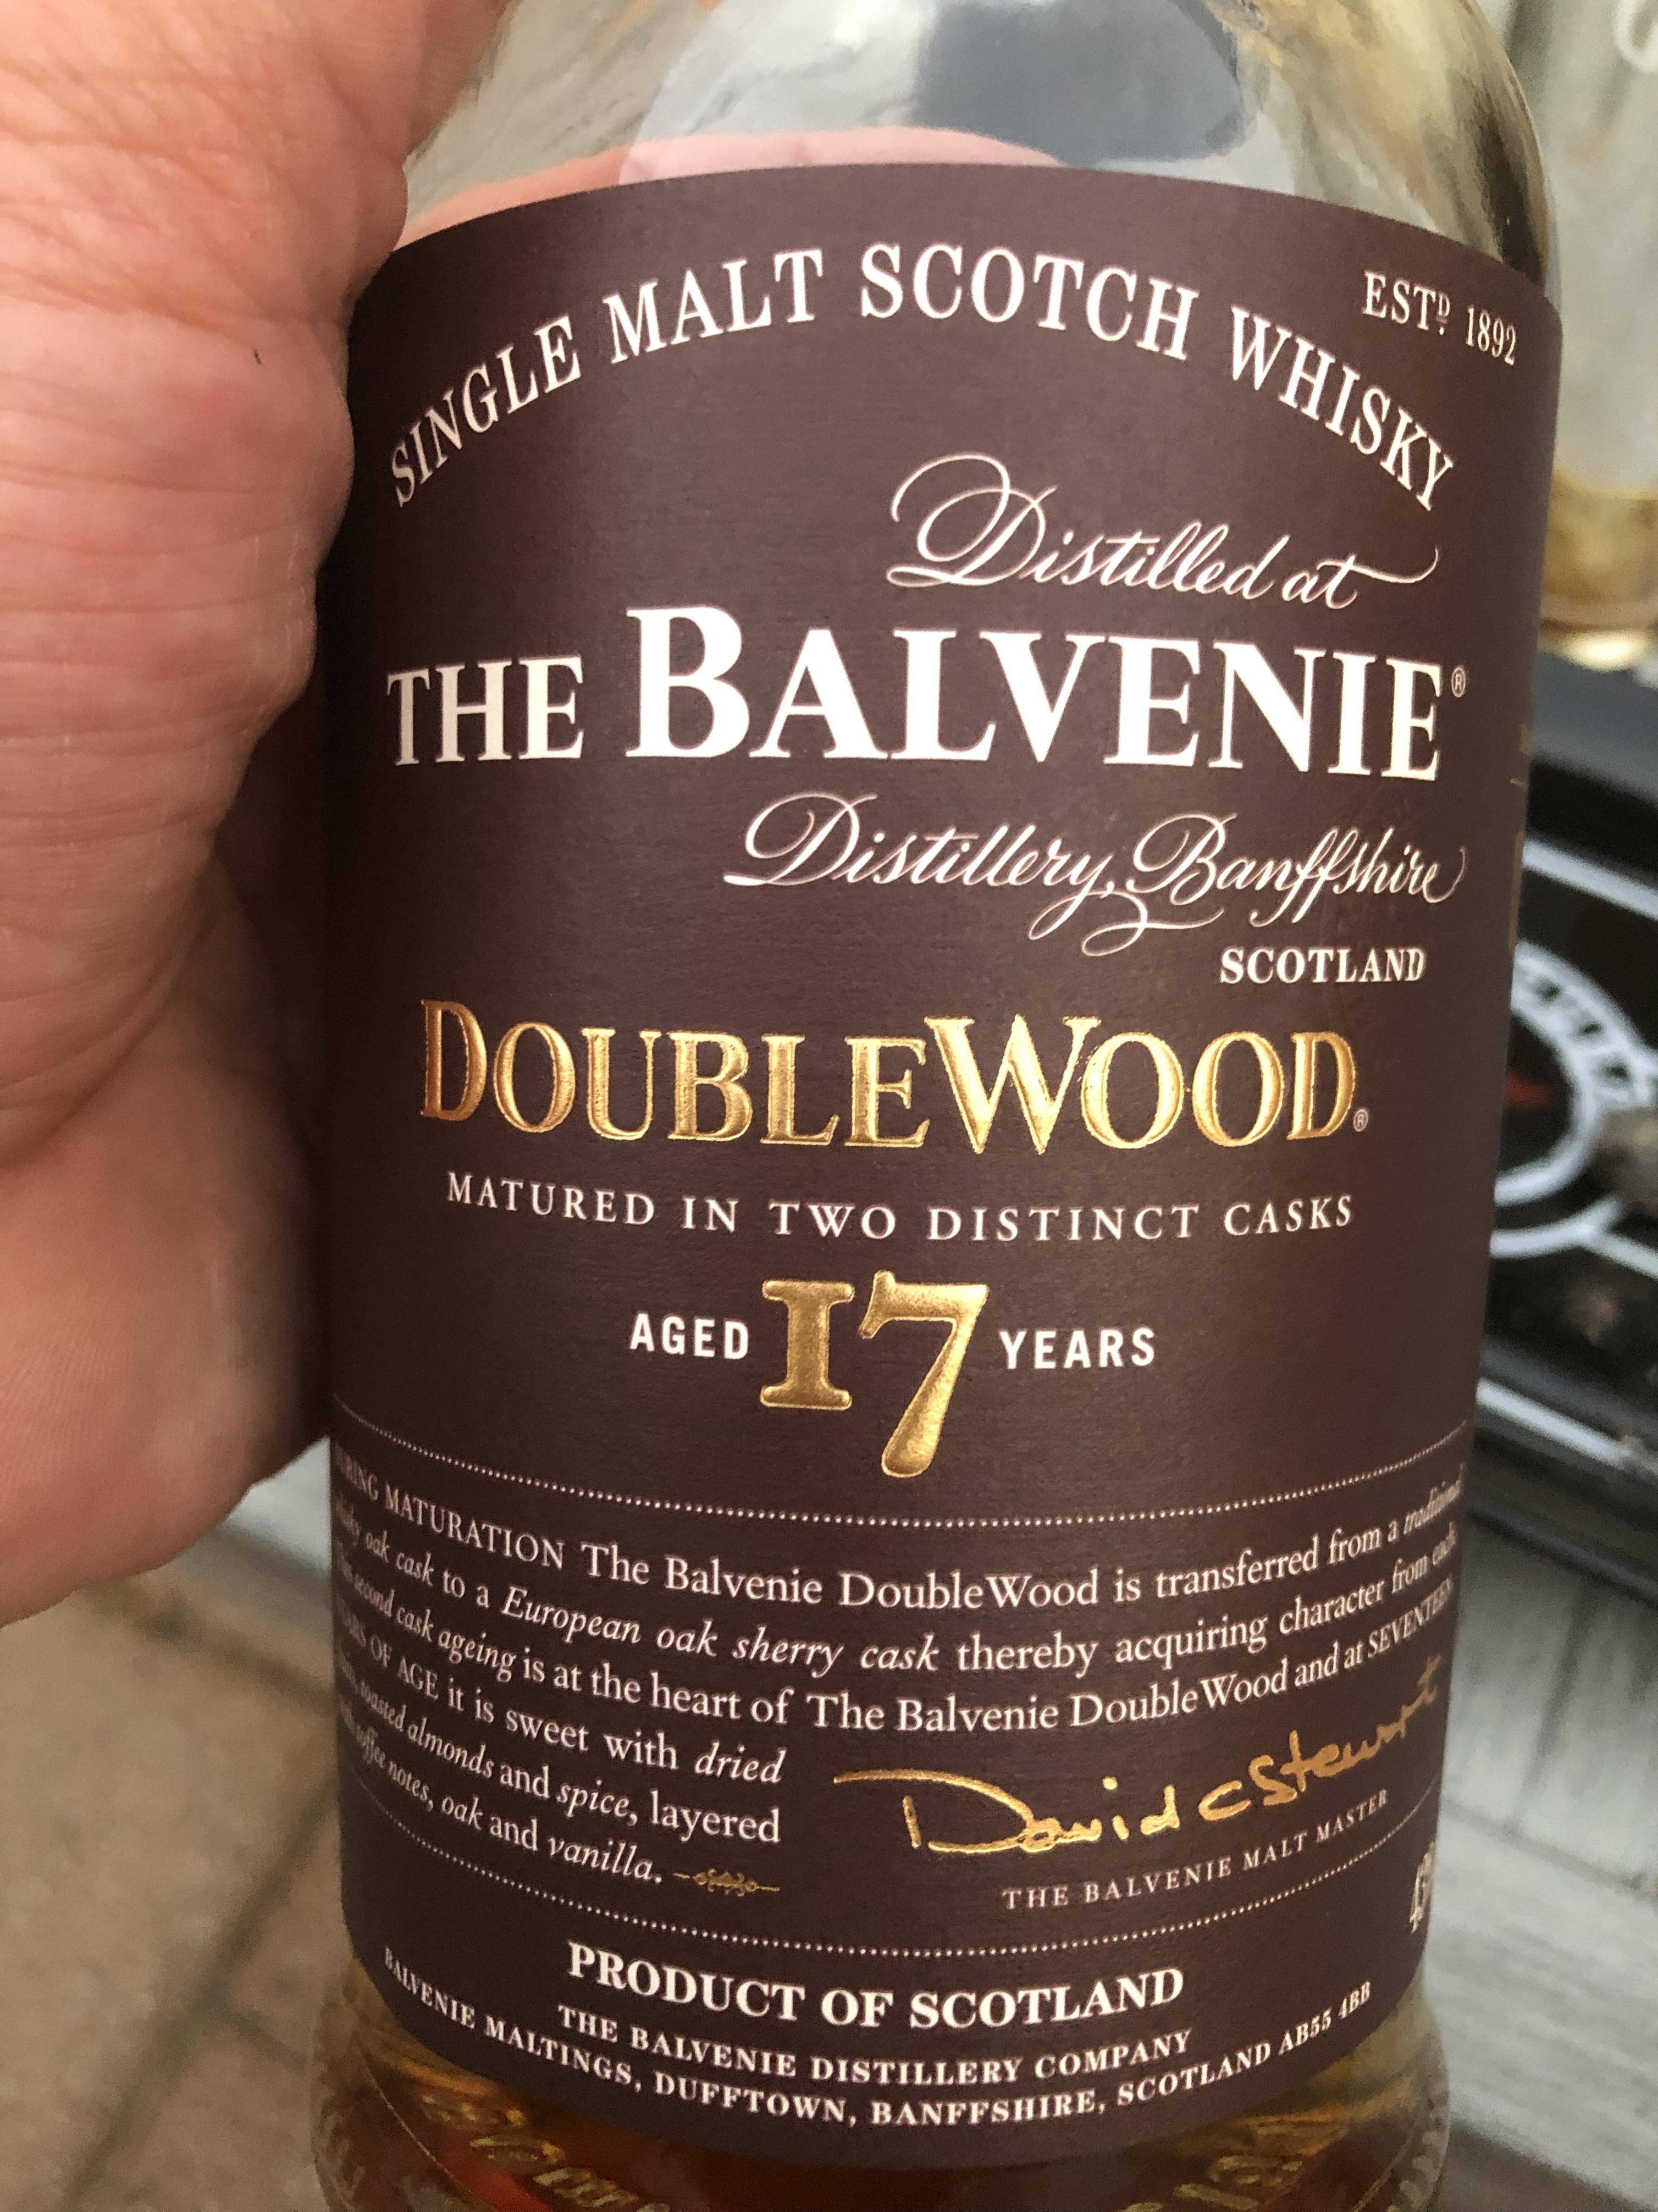 SINGLE MALT SCOTCH WHISKY
ESTD 1892
Distilled at
THE BALVENIE®
Distillery, Banffshire
SCOTLAND
DOUBLEWOOD®
MATURED IN TWO DISTINCT CASKS
AGED 17 YEARS
MATURATION The Balvenie DoubleWood is transferred from a traditional
oak cask to a European oak sherry cask thereby acquiring character from each.
second cask ageing is at the heart of The Balvenie DoubleWood and at SEVENTEEN
OF AGE it is sweet with dried
toasted almonds and spice, layered
toffee notes, oak and vanilla.
David C Stewart
THE BALVENIE MALT MASTER
PRODUCT OF SCOTLAND
THE BALVENIE DISTILLERY COMPANY
BALVENIE MALTINGS, DUFFTOWN, BANFFSHIRE, SCOTLAND AB55 4BB